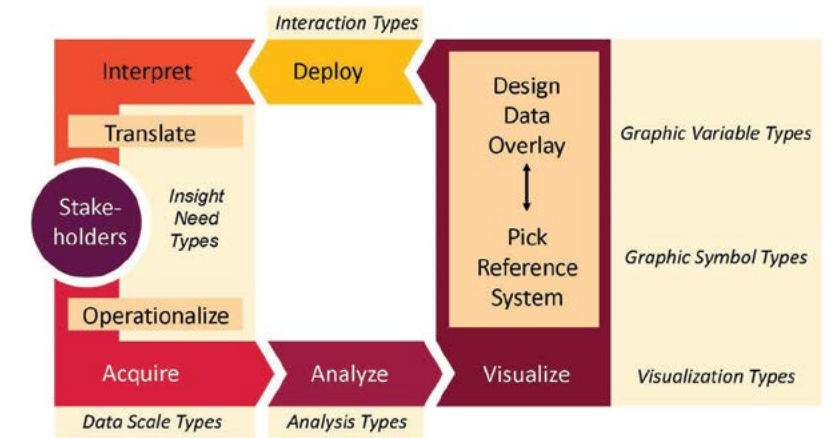 Interaction Types
Interpret
Deploy
Design
Data
Overlay
Pick
Reference
System
Graphic Variable Types
Translate
Stake-
holders
Insight
Need
Types
Graphic Symbol Types
Operationalize
Acquire
Analyze
Visualize
Visualization Types
Data Scale Types
Analysis Types